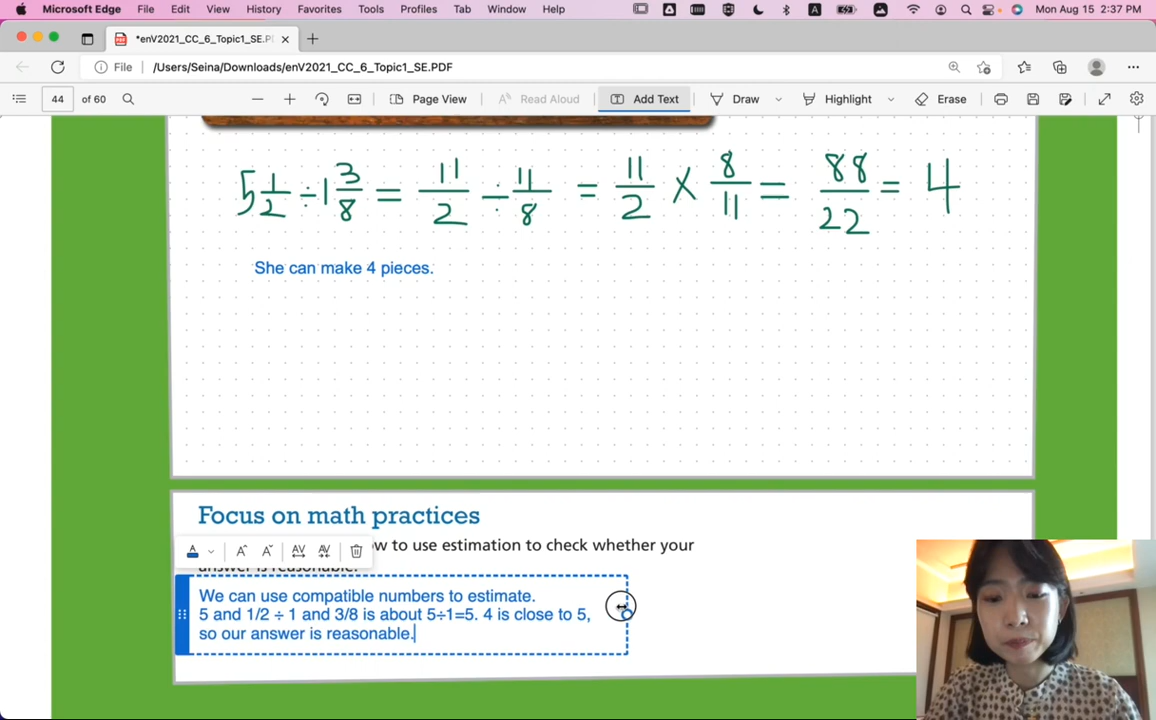 Microsoft Edge File Edit View History Favorites Tools Profiles Tab Window Help Mon Aug 15 2:37 PM
*enV2021_CC_6_Topic1_SE.P
File /Users/Seina/Downloads/enV2021_CC_6_Topic1_SE.PDF
44 of 60 Page View Read Aloud Add Text Draw Highlight Erase
5 1/2 ÷ 1 3/8 = 11/2 ÷ 11/8 = 11/2 × 8/11 = 88/22 = 4
She can make 4 pieces.
Focus on math practices
w to use estimation to check whether your
answer is reasonable.
We can use compatible numbers to estimate.
5 and 1/2 ÷ 1 and 3/8 is about 5÷1=5. 4 is close to 5,
so our answer is reasonable.